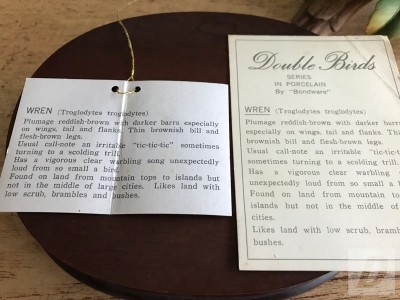 WREN (Troglodytes troglodytes)
Plumage reddish-brown with darker barrs especially
on wings, tail and flanks. Thin brownish bill and
flesh-brown legs.
Usual call-note an irritable "tic-tic-tic" sometimes
turning to a scolding trill.
Has a vigorous clear warbling song unexpectedly
loud from so small a bird.
Found on land from mountain tops to islands but
not in the middle of large cities. Likes land with
low scrub, brambles and bushes.
Double Birds
SERIES
IN PORCELAIN
By "Bondware"
WREN (Troglodytes troglodytes)
Plumage reddish-brown with darker barrs
especially on wings, tail and flanks. Thin
brownish bill and flesh-brown legs.
Usual call-note an irritable "tic-tic-t
sometimes turning to a scolding trill.
Has a vigorous clear warbling song
unexpectedly loud from so small a b
Found on land from mountain tops to
islands but not in the middle of
cities.
Likes land with low scrub, brambles
bushes.